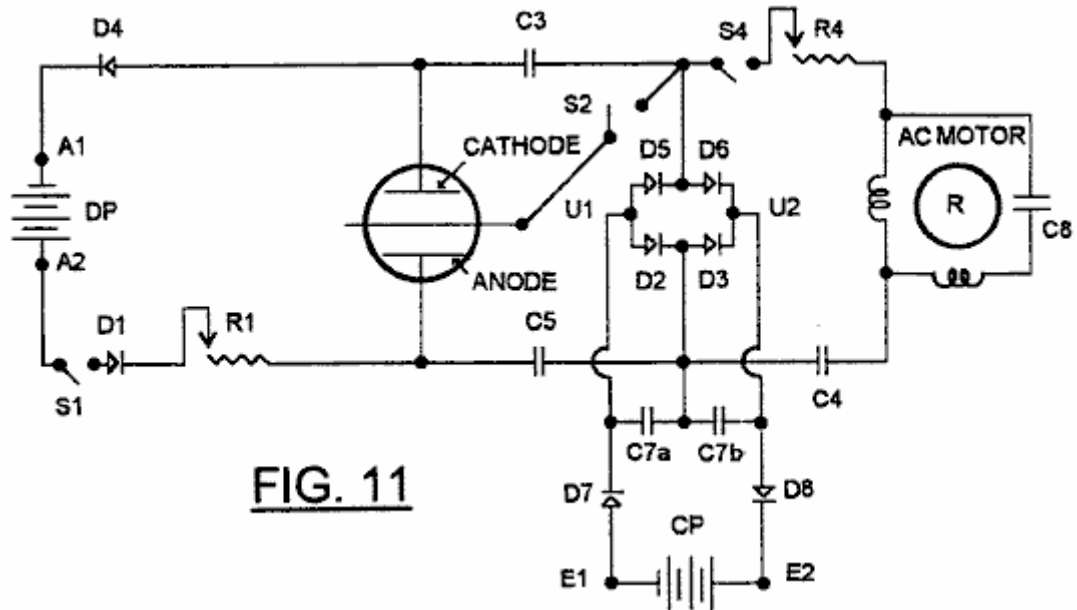 D4
C3
S4
R4
S2
A1
CATHODE
D5
D6
AC MOTOR
DP
U1
U2
R
C8
A2
ANODE
D2
D3
D1
R1
C5
S1
C4
C7a
C7b
FIG. 11
D7
D8
CP
E1
E2